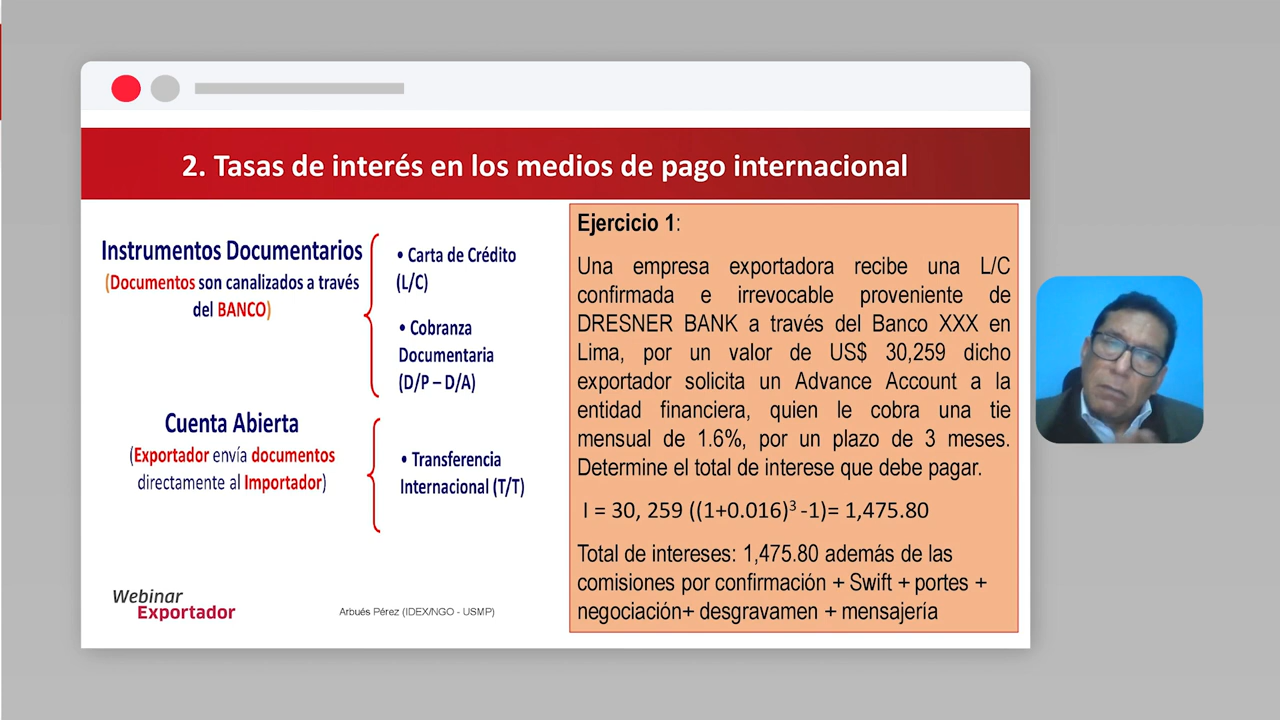 2. Tasas de interés en los medios de pago internacional
Instrumentos Documentarios
(Documentos son canalizados a través
del BANCO)
• Carta de Crédito
(L/C)
• Cobranza
Documentaria
(D/P – D/A)
Cuenta Abierta
(Exportador envía documentos
directamente al Importador)
• Transferencia
Internacional (T/T)
Ejercicio 1:
Una empresa exportadora recibe una L/C
confirmada e irrevocable proveniente de
DRESNER BANK a través del Banco XXX en
Lima, por un valor de US$ 30,259 dicho
exportador solicita un Advance Account a la
entidad financiera, quien le cobra una tie
mensual de 1.6%, por un plazo de 3 meses.
Determine el total de interese que debe pagar.
I = 30, 259 ((1+0.016)³ -1)= 1,475.80
Total de intereses: 1,475.80 además de las
comisiones por confirmación + Swift + portes +
negociación+ desgravamen + mensajería
Webinar
Exportador
Arbués Pérez (IDEX/NGO - USMP)